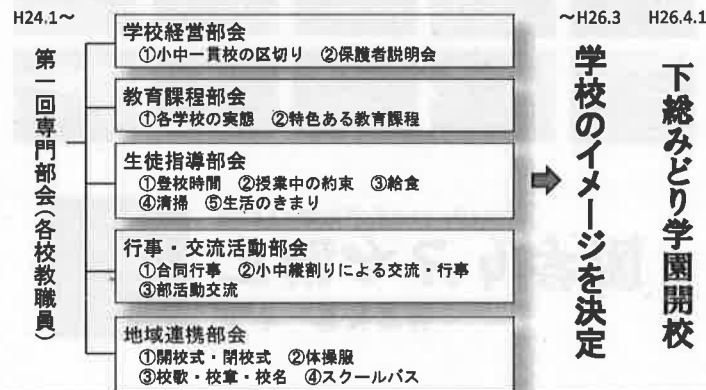 H24.1～
第一回専門部会(各校教職員)
学校経営部会
①小中一貫校の区切り ②保護者説明会
教育課程部会
①各学校の実態 ②特色ある教育課程
生徒指導部会
①登校時間 ②授業中の約束 ③給食
④清掃 ⑤生活のきまり
行事・交流活動部会
①合同行事 ②小中縦割りによる交流・行事
③部活動交流
地域連携部会
①開校式・閉校式 ②体操服
③校歌・校章・校名 ④スクールバス
～H26.3
学校のイメージを決定
H26.4.1
下総みどり学園開校